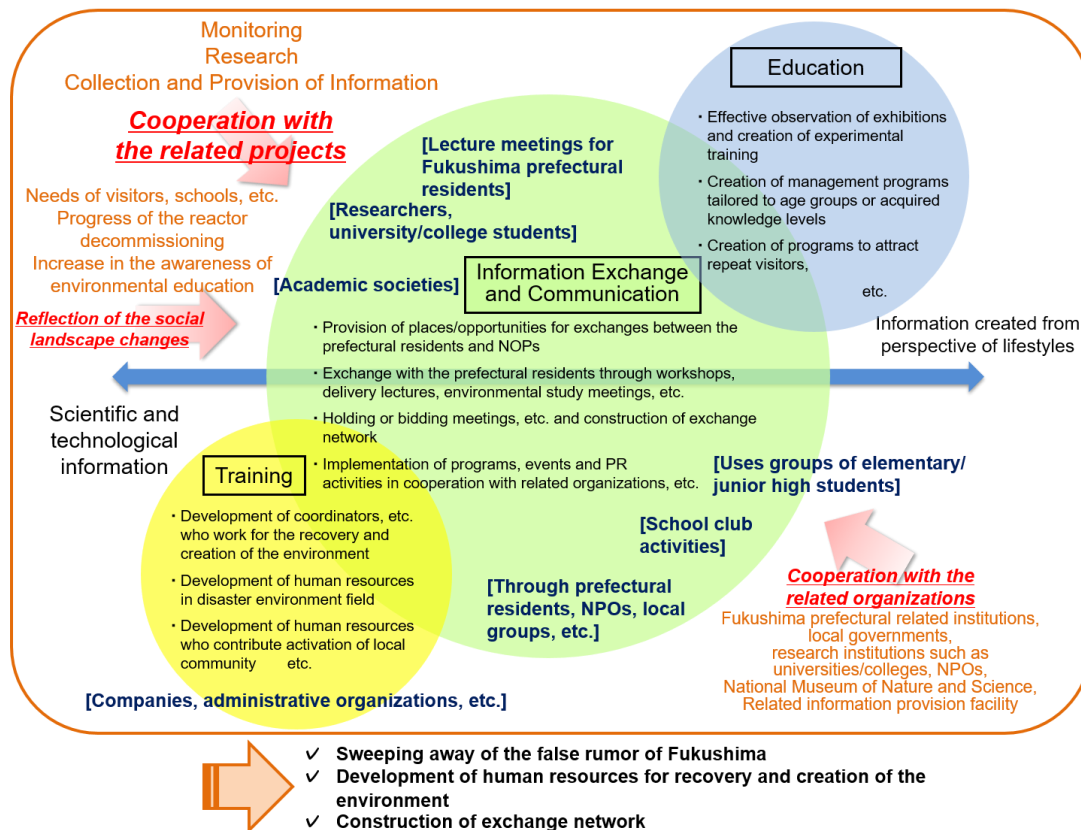 Monitoring
Research
Collection and Provision of Information
Cooperation with
the related projects
Needs of visitors, schools, etc.
Progress of the reactor
decommissioning
Increase in the awareness of
environmental education
Reflection of the social
landscape changes
Scientific and
technological
information
[Lecture meetings for
Fukushima prefectural
residents]
[Researchers,
university/college students]
[Academic societies]
Information Exchange
and Communication
・Provision of places/opportunities for exchanges between the
prefectural residents and NOPs
・Exchange with the prefectural residents through workshops,
delivery lectures, environmental study meetings, etc.
・Holding or bidding meetings, etc. and construction of exchange
network
・Implementation of programs, events and PR
activities in cooperation with related organizations, etc.
Education
・Effective observation of exhibitions
and creation of experimental
training
・Creation of management programs
tailored to age groups or acquired
knowledge levels
・Creation of programs to attract
repeat visitors,
etc.
Information created from
perspective of lifestyles
Training
・Development of coordinators, etc.
who work for the recovery and
creation of the environment
・Development of human resources
in disaster environment field
・Development of human resources
who contribute activation of local
community etc.
[Companies, administrative organizations, etc.]
[Uses groups of elementary/
junior high students]
[School club
activities]
[Through prefectural
residents, NPOs, local
groups, etc.]
Cooperation with the
related organizations
Fukushima prefectural related institutions,
local governments,
research institutions such as
universities/colleges, NPOs,
National Museum of Nature and Science,
Related information provision facility
✓ Sweeping away of the false rumor of Fukushima
✓ Development of human resources for recovery and creation of the
environment
✓ Construction of exchange network